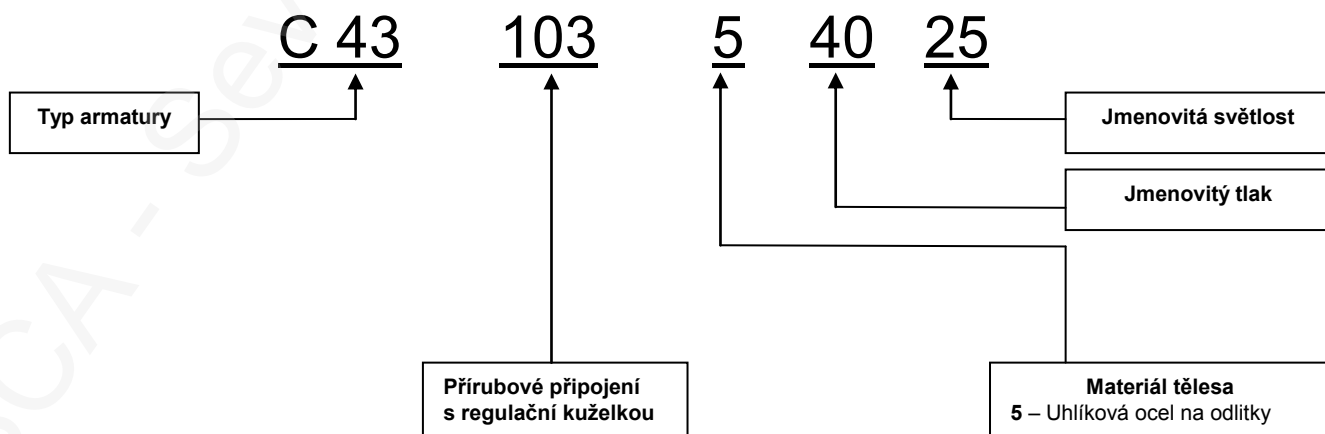 C 43 103 5 40 25
Typ armatury
Jmenovitá světlost
Jmenovitý tlak
Přírubové připojení
s regulační kuželkou
Materiál tělesa
5 – Uhlíková ocel na odlitky